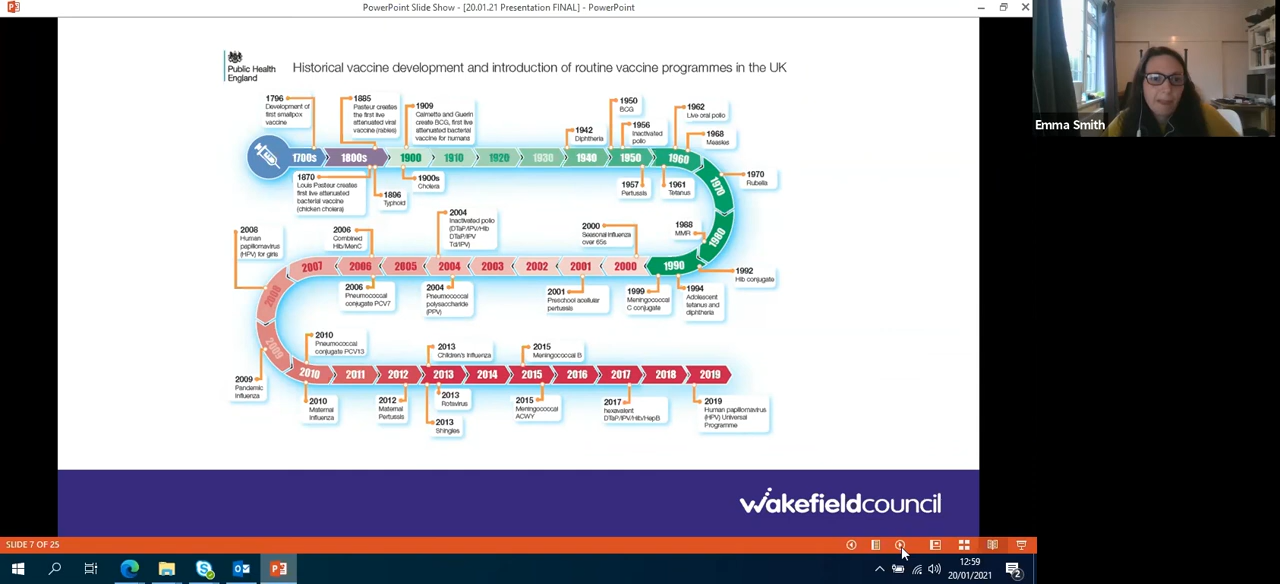 PowerPoint Slide Show - [20.01.21 Presentation FINAL] - PowerPoint
Emma Smith
Public Health
England
Historical vaccine development and introduction of routine vaccine programmes in the UK
1796
Development of
first smallpox
vaccine
1885
Pasteur creates
the first live
attenuated viral
vaccine (rabies)
1909
Calmette and Guerin
create BCG, first live
attenuated bacterial
vaccine for humans
1942
Diphtheria
1950
BCG
1956
Inactivated
polio
1962
Live oral polio
1968
Measles
1700s
1800s
1900
1910
1920
1930
1940
1950
1960
1970
1980
1870
Louis Pasteur creates
first live attenuated
bacterial vaccine
(chicken cholera)
1896
Typhoid
1900s
Cholera
1957
Pertussis
1961
Tetanus
1970
Rubella
2008
Human
papillomavirus
(HPV) for girls
2006
Combined
Hib/MenC
2004
Inactivated polio
(DTaP/IPV/Hib
DTaP/IPV
Td/IPV)
2000
Seasonal influenza
over 65s
1988
MMR
2007
2006
2005
2004
2003
2002
2001
2000
1990
1992
Hib conjugate
2006
Pneumococcal
conjugate PCV7
2004
Pneumococcal
polysaccharide
(PPV)
2001
Preschool acellular
pertussis
1999
Meningococcal
C conjugate
1994
Adolescent
tetanus and
diphtheria
2008
2009
2010
Pneumococcal
conjugate PCV13
2013
Children's influenza
2015
Meningococcal B
2010
2011
2012
2013
2014
2015
2016
2017
2018
2019
2009
Pandemic
influenza
2010
Maternal
influenza
2012
Maternal
Pertussis
2013
Rotavirus
2013
Shingles
2015
Meningococcal
ACWY
2017
hexavalent
DTaP/IPV/Hib/HepB
2019
Human papillomavirus
(HPV) Universal
Programme
wakefieldcouncil
SLIDE 7 OF 25
12:59
20/01/2021
2